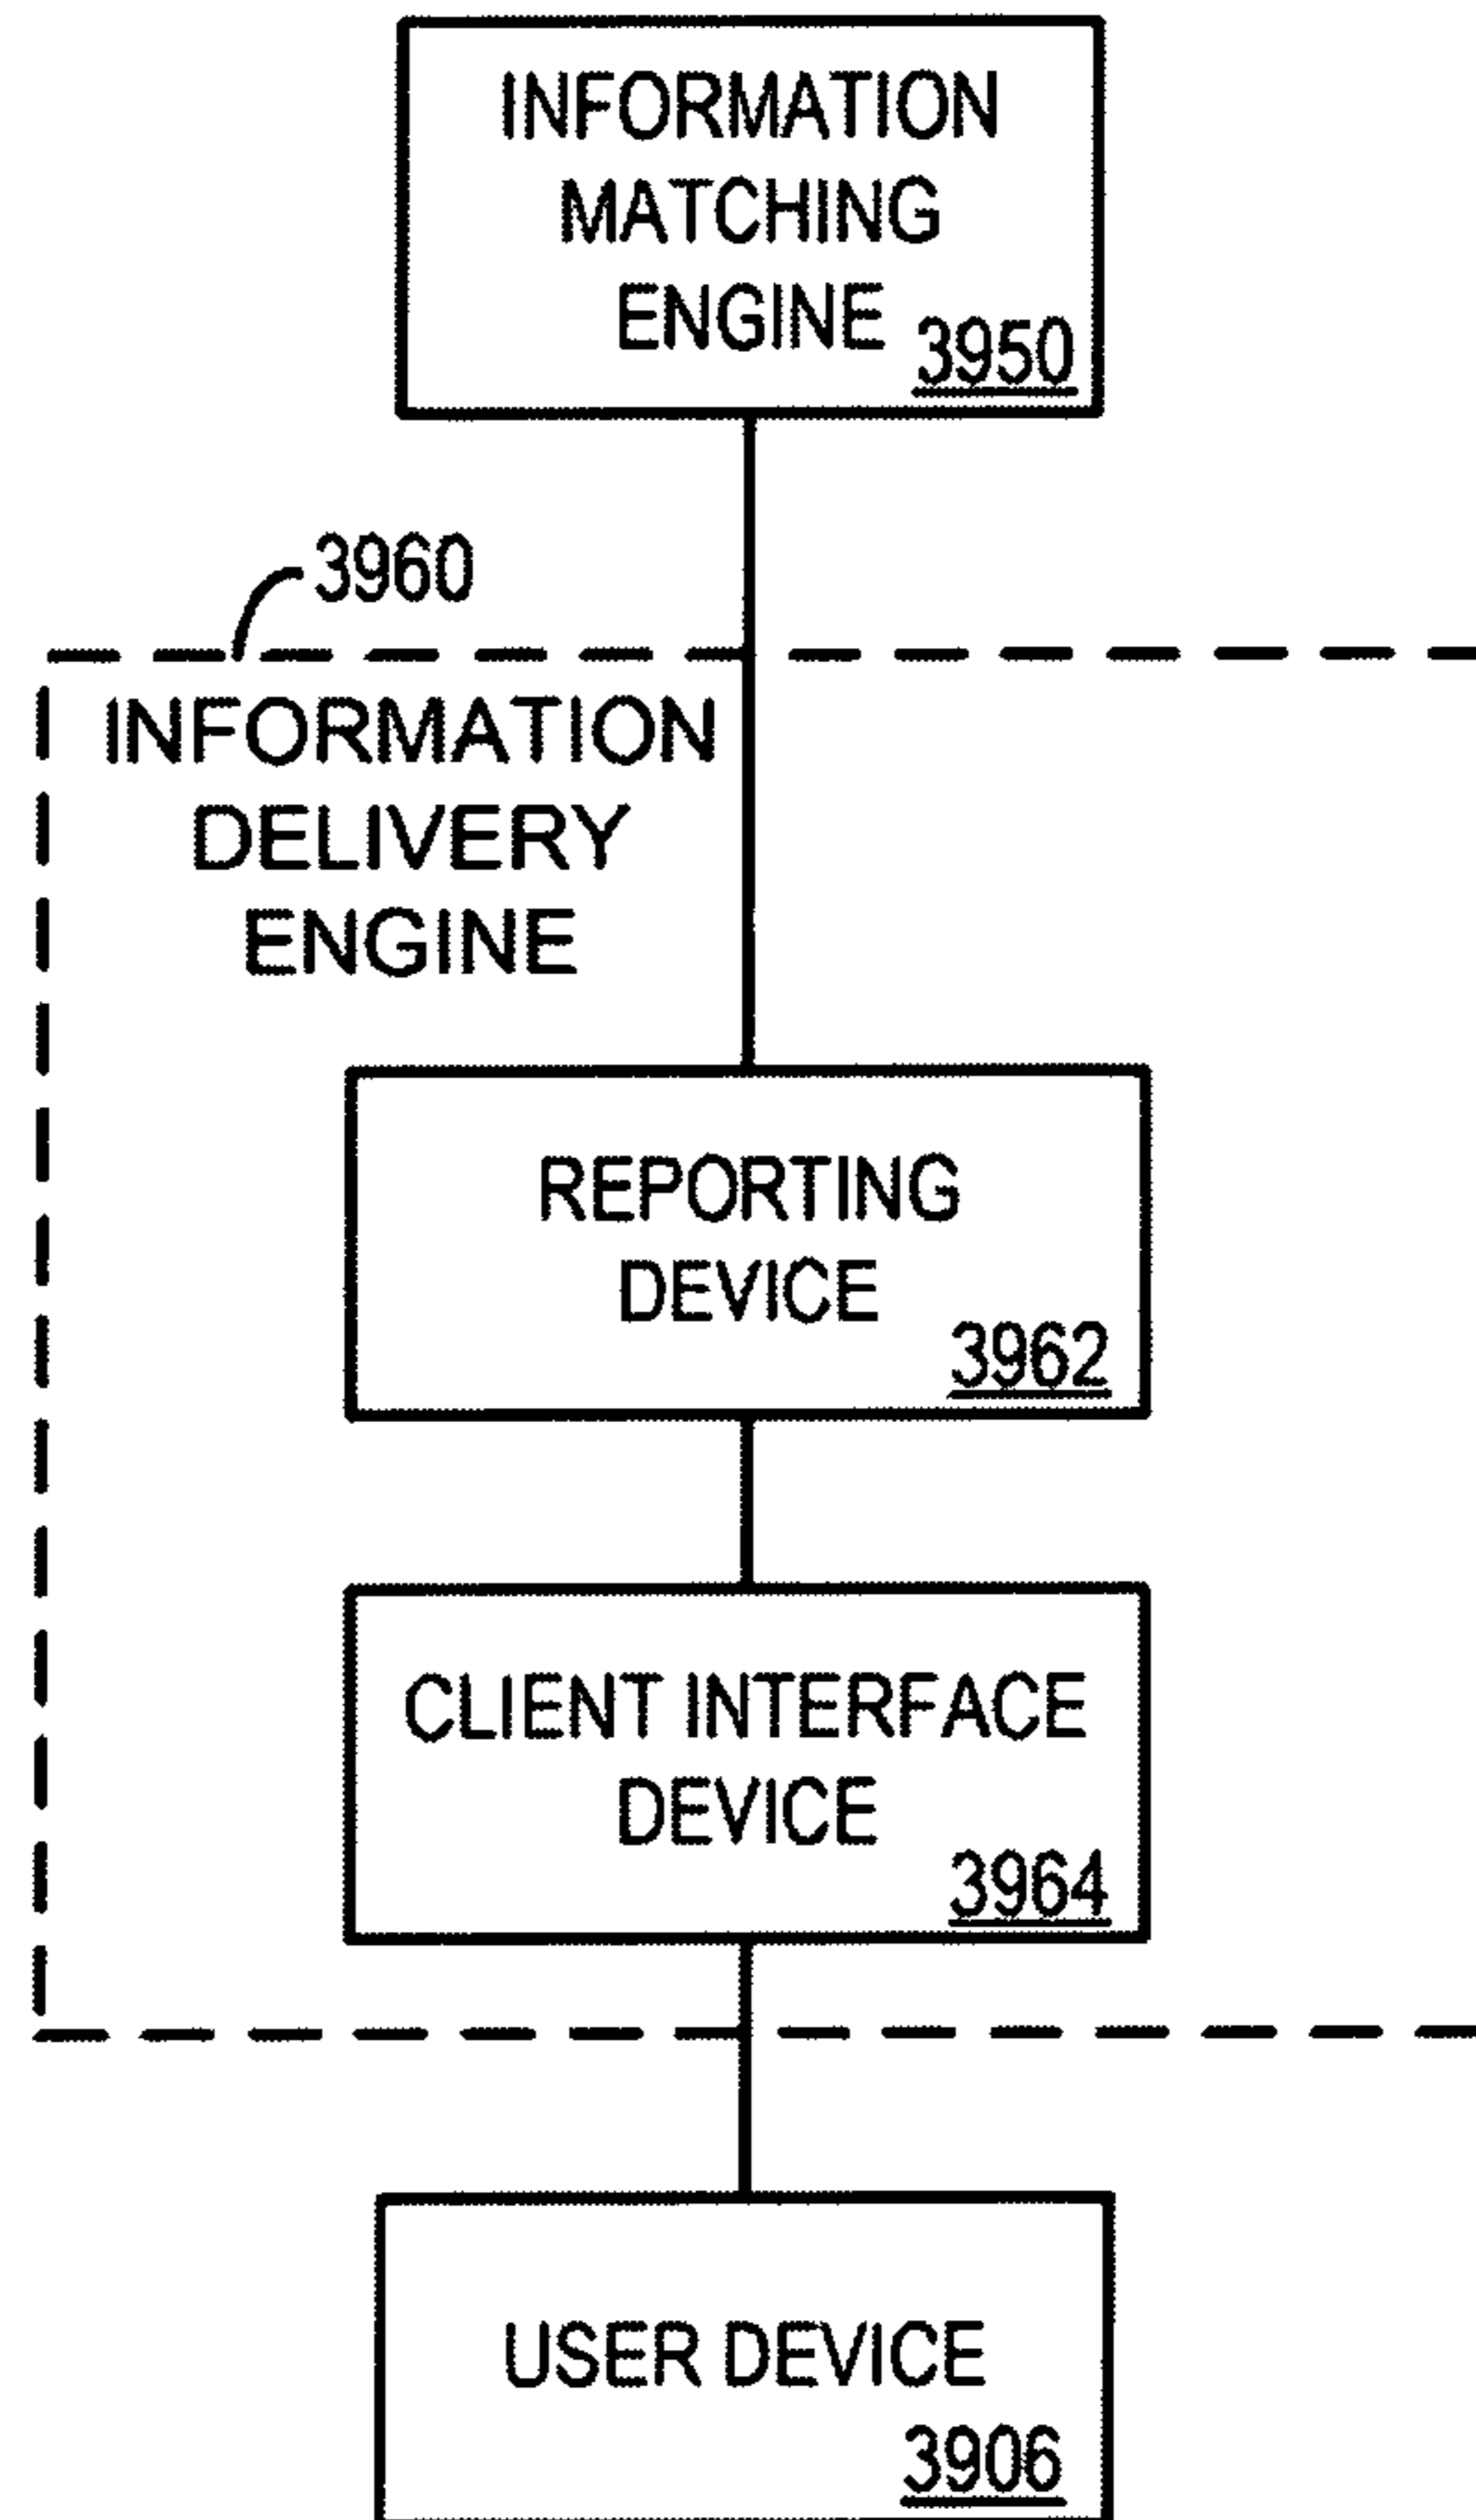 INFORMATION
MATCHING
ENGINE
3950
3960
INFORMATION
DELIVERY
ENGINE
REPORTING
DEVICE
3962
CLIENT INTERFACE
DEVICE
3964
USER DEVICE
3906